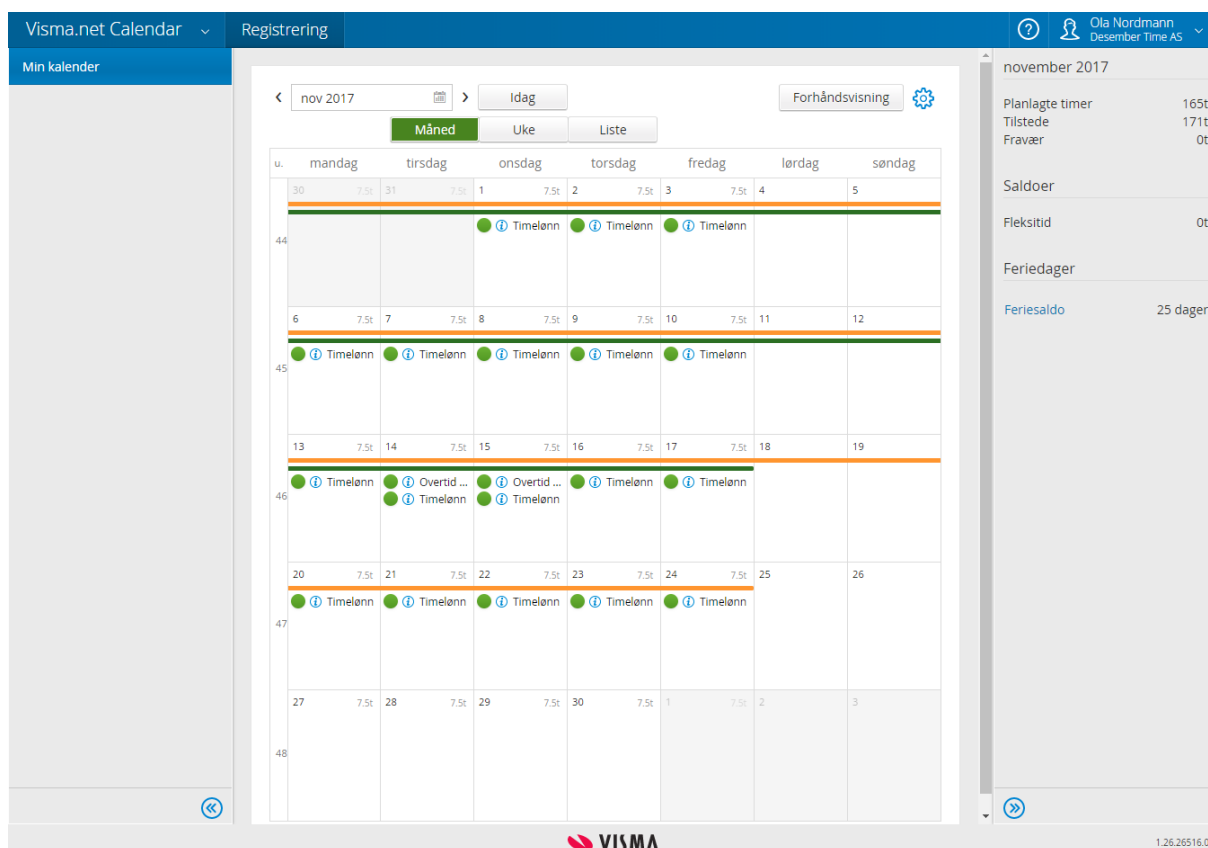 Visma.net Calendar Registrering Ola Nordmann
Desember Time AS
Min kalender
nov 2017 Idag Forhåndsvisning
Måned Uke Liste
u. mandag tirsdag onsdag torsdag fredag lørdag søndag
30 7.5t 31 7.5t 1 7.5t 2 7.5t 3 7.5t 4 5
Timelønn Timelønn Timelønn
44
6 7.5t 7 7.5t 8 7.5t 9 7.5t 10 7.5t 11 12
Timelønn Timelønn Timelønn Timelønn Timelønn
45
13 7.5t 14 7.5t 15 7.5t 16 7.5t 17 7.5t 18 19
Timelønn Overtid ... Overtid ... Timelønn Timelønn
46 Timelønn Timelønn
20 7.5t 21 7.5t 22 7.5t 23 7.5t 24 7.5t 25 26
Timelønn Timelønn Timelønn Timelønn Timelønn
47
27 7.5t 28 7.5t 29 7.5t 30 7.5t 1 7.5t 2 3
48
november 2017
Planlagte timer 165t
Tilstede 171t
Fravær 0t
Saldoer
Fleksitid 0t
Feriedager
Feriesaldo 25 dager
VISMA
1.26.26516.0